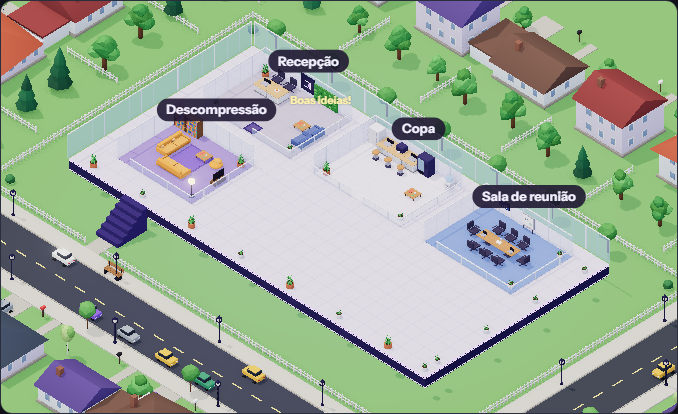 Recepção
Boas ideias!
Descompressão
Copa
Sala de reunião